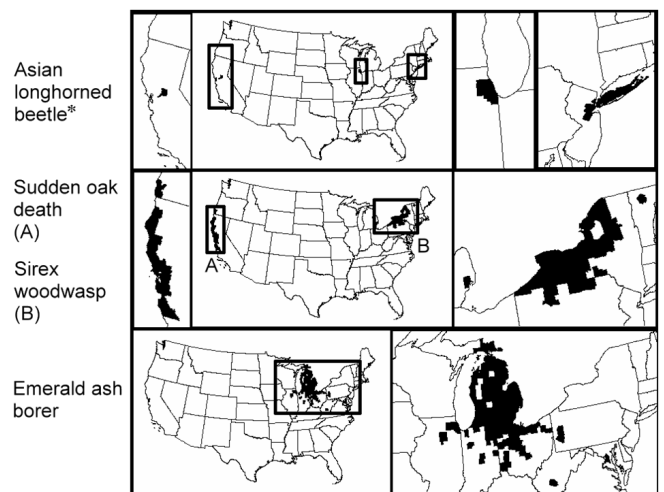 Asian
longhorned
beetle*
Sudden oak
death
(A)
Sirex
woodwasp
(B)
A
B
Emerald ash
borer